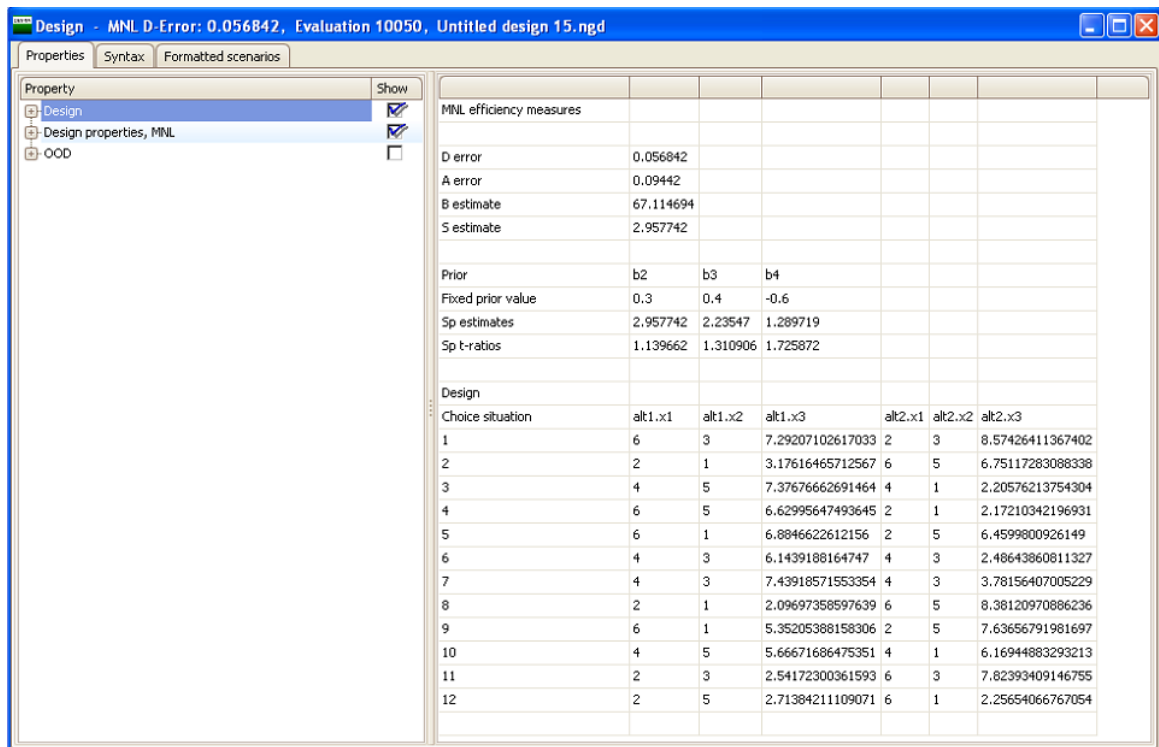 Design - MNL D-Error: 0.056842, Evaluation 10050, Untitled design 15.ngd
Properties Syntax Formatted scenarios
Property Show
Design
Design properties, MNL
OOD
MNL efficiency measures
D error 0.056842
A error 0.09442
B estimate 67.114694
S estimate 2.957742
Prior b2 b3 b4
Fixed prior value 0.3 0.4 -0.6
Sp estimates 2.957742 2.23547 1.289719
Sp t-ratios 1.139662 1.310906 1.725872
Design
Choice situation alt1.x1 alt1.x2 alt1.x3 alt2.x1 alt2.x2 alt2.x3
1 6 3 7.29207102617033 2 3 8.57426411367402
2 2 1 3.17616465712567 6 5 6.75117283088338
3 4 5 7.37676662691464 4 1 2.20576213754304
4 6 5 6.62995647493645 2 1 2.17210342196931
5 6 1 6.8846622612156 2 5 6.4599800926149
6 4 3 6.1439188164747 4 3 2.48643860811327
7 4 3 7.43918571553354 4 3 3.78156407005229
8 2 1 2.09697358597639 6 5 8.38120970886236
9 6 1 5.35205388158306 2 5 7.63656791981697
10 4 5 5.66671686475351 4 1 6.16944883293213
11 2 3 2.54172300361593 6 3 7.82393409146755
12 2 5 2.71384211109071 6 1 2.25654066767054